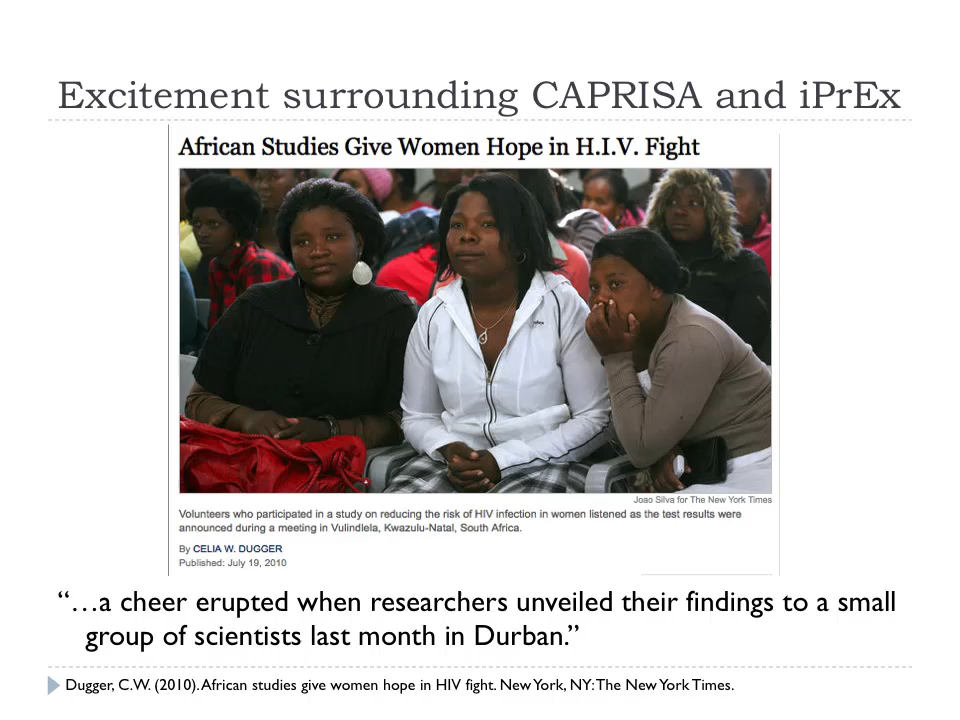 Excitement surrounding CAPRISA and iPrEx
African Studies Give Women Hope in H.I.V. Fight
Joao Silva for The New York Times
Volunteers who participated in a study on reducing the risk of HIV infection in women listened as the test results were
announced during a meeting in Vulindlela, Kwazulu-Natal, South Africa.
By CELIA W. DUGGER
Published: July 19, 2010
“…a cheer erupted when researchers unveiled their findings to a small
group of scientists last month in Durban.”
Dugger, C.W. (2010). African studies give women hope in HIV fight. New York, NY: The New York Times.